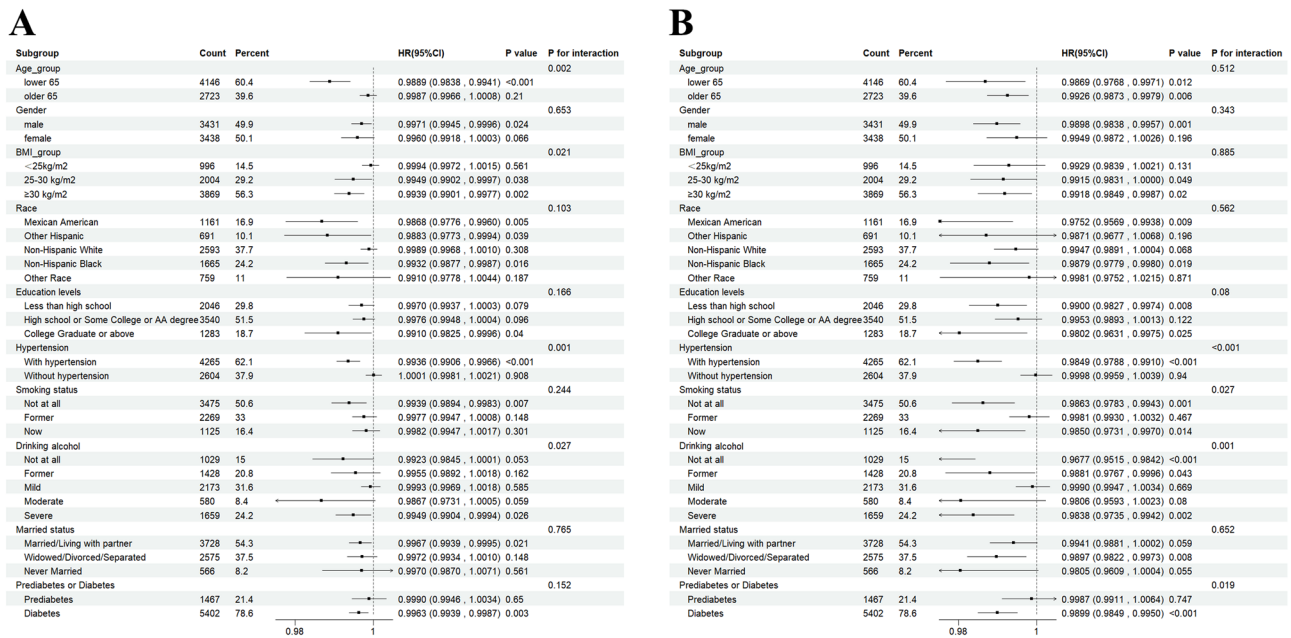 A
Subgroup Count Percent HR(95%CI) P value P for interaction
Age_group 0.002
lower 65 4146 60.4 0.9889 (0.9838 , 0.9941) <0.001
older 65 2723 39.6 0.9987 (0.9966 , 1.0008) 0.21
Gender 0.653
male 3431 49.9 0.9971 (0.9945 , 0.9996) 0.024
female 3438 50.1 0.9960 (0.9918 , 1.0003) 0.066
BMI_group 0.021
<25kg/m2 996 14.5 0.9994 (0.9972 , 1.0015) 0.561
25-30 kg/m2 2004 29.2 0.9949 (0.9902 , 0.9997) 0.038
≥30 kg/m2 3869 56.3 0.9939 (0.9901 , 0.9977) 0.002
Race 0.103
Mexican American 1161 16.9 0.9868 (0.9776 , 0.9960) 0.005
Other Hispanic 691 10.1 0.9883 (0.9773 , 0.9994) 0.039
Non-Hispanic White 2593 37.7 0.9989 (0.9968 , 1.0010) 0.308
Non-Hispanic Black 1665 24.2 0.9932 (0.9877 , 0.9987) 0.016
Other Race 759 11 0.9910 (0.9778 , 1.0044) 0.187
Education levels 0.166
Less than high school 2046 29.8 0.9970 (0.9937 , 1.0003) 0.079
High school or Some College or AA degree 3540 51.5 0.9976 (0.9948 , 1.0004) 0.096
College Graduate or above 1283 18.7 0.9910 (0.9825 , 0.9996) 0.04
Hypertension 0.001
With hypertension 4265 62.1 0.9936 (0.9906 , 0.9966) <0.001
Without hypertension 2604 37.9 1.0001 (0.9981 , 1.0021) 0.908
Smoking status 0.244
Not at all 3475 50.6 0.9939 (0.9894 , 0.9983) 0.007
Former 2269 33 0.9977 (0.9947 , 1.0008) 0.148
Now 1125 16.4 0.9982 (0.9947 , 1.0017) 0.301
Drinking alcohol 0.027
Not at all 1029 15 0.9923 (0.9845 , 1.0001) 0.053
Former 1428 20.8 0.9955 (0.9892 , 1.0018) 0.162
Mild 2173 31.6 0.9993 (0.9969 , 1.0018) 0.585
Moderate 580 8.4 0.9867 (0.9731 , 1.0005) 0.059
Severe 1659 24.2 0.9949 (0.9904 , 0.9994) 0.026
Married status 0.765
Married/Living with partner 3728 54.3 0.9967 (0.9939 , 0.9995) 0.021
Widowed/Divorced/Separated 2575 37.5 0.9972 (0.9934 , 1.0010) 0.148
Never Married 566 8.2 0.9970 (0.9870 , 1.0071) 0.561
Prediabetes or Diabetes 0.152
Prediabetes 1467 21.4 0.9990 (0.9946 , 1.0034) 0.65
Diabetes 5402 78.6 0.9963 (0.9939 , 0.9987) 0.003
0.98 1
B
Subgroup Count Percent HR(95%CI) P value P for interaction
Age_group 0.512
lower 65 4146 60.4 0.9869 (0.9768 , 0.9971) 0.012
older 65 2723 39.6 0.9926 (0.9873 , 0.9979) 0.006
Gender 0.343
male 3431 49.9 0.9898 (0.9838 , 0.9957) 0.001
female 3438 50.1 0.9949 (0.9872 , 1.0026) 0.196
BMI_group 0.885
<25kg/m2 996 14.5 0.9929 (0.9839 , 1.0021) 0.131
25-30 kg/m2 2004 29.2 0.9915 (0.9831 , 1.0000) 0.049
≥30 kg/m2 3869 56.3 0.9918 (0.9849 , 0.9987) 0.02
Race 0.562
Mexican American 1161 16.9 0.9752 (0.9569 , 0.9938) 0.009
Other Hispanic 691 10.1 0.9871 (0.9677 , 1.0068) 0.196
Non-Hispanic White 2593 37.7 0.9947 (0.9891 , 1.0004) 0.068
Non-Hispanic Black 1665 24.2 0.9879 (0.9779 , 0.9980) 0.019
Other Race 759 11 0.9981 (0.9752 , 1.0215) 0.871
Education levels 0.08
Less than high school 2046 29.8 0.9900 (0.9827 , 0.9974) 0.008
High school or Some College or AA degree 3540 51.5 0.9953 (0.9893 , 1.0013) 0.122
College Graduate or above 1283 18.7 0.9802 (0.9631 , 0.9975) 0.025
Hypertension <0.001
With hypertension 4265 62.1 0.9849 (0.9788 , 0.9910) <0.001
Without hypertension 2604 37.9 0.9998 (0.9959 , 1.0039) 0.94
Smoking status 0.027
Not at all 3475 50.6 0.9863 (0.9783 , 0.9943) 0.001
Former 2269 33 0.9981 (0.9930 , 1.0032) 0.467
Now 1125 16.4 0.9850 (0.9731 , 0.9970) 0.014
Drinking alcohol 0.001
Not at all 1029 15 0.9677 (0.9515 , 0.9842) <0.001
Former 1428 20.8 0.9881 (0.9767 , 0.9996) 0.043
Mild 2173 31.6 0.9990 (0.9947 , 1.0034) 0.669
Moderate 580 8.4 0.9806 (0.9593 , 1.0023) 0.08
Severe 1659 24.2 0.9838 (0.9735 , 0.9942) 0.002
Married status 0.652
Married/Living with partner 3728 54.3 0.9941 (0.9881 , 1.0002) 0.059
Widowed/Divorced/Separated 2575 37.5 0.9897 (0.9822 , 0.9973) 0.008
Never Married 566 8.2 0.9805 (0.9609 , 1.0004) 0.055
Prediabetes or Diabetes 0.019
Prediabetes 1467 21.4 0.9987 (0.9911 , 1.0064) 0.747
Diabetes 5402 78.6 0.9899 (0.9849 , 0.9950) <0.001
0.98 1